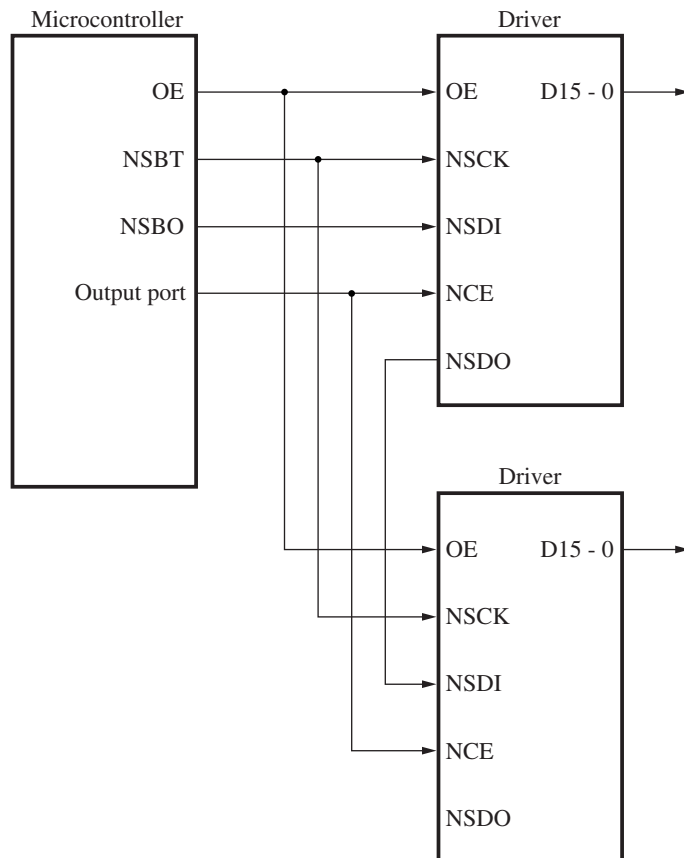 Microcontroller
OE
NSBT
NSBO
Output port
Driver
OE
D15 - 0
NSCK
NSDI
NCE
NSDO
Driver
OE
D15 - 0
NSCK
NSDI
NCE
NSDO